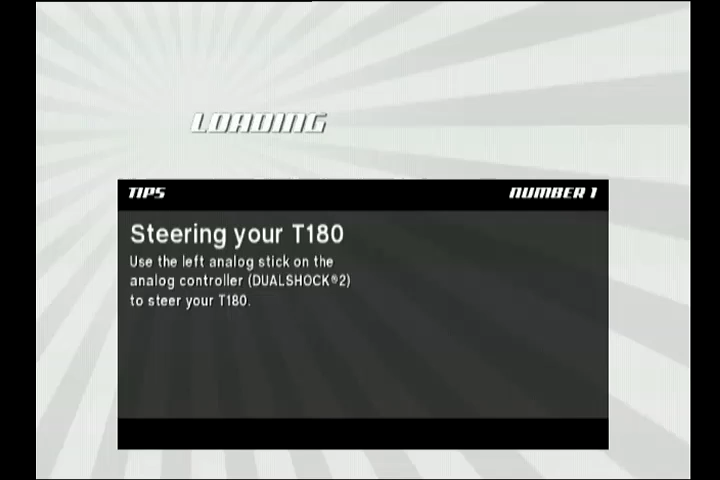 LOADING
TIPS NUMBER 1
Steering your T180
Use the left analog stick on the
analog controller (DUALSHOCK®2)
to steer your T180.